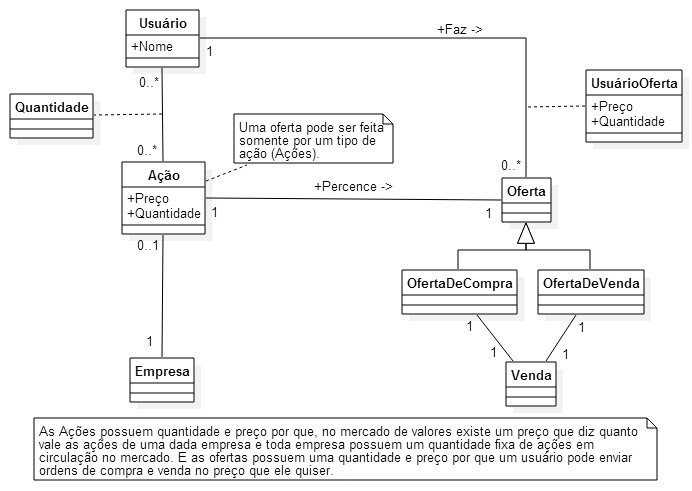 Usuário
+Nome
1
+Faz ->
0..*
Quantidade
UsuárioOferta
+Preço
+Quantidade
Uma oferta pode ser feita
somente por um tipo de
ação (Ações).
0..*
0..*
Ação
+Preço
+Quantidade
1
+Percence ->
1
Oferta
0..1
OfertaDeCompra
OfertaDeVenda
1
1
1
1
1
Empresa
Venda
As Ações possuem quantidade e preço por que, no mercado de valores existe um preço que diz quanto
vale as ações de uma dada empresa e toda empresa possuem um quantidade fixa de ações em
circulação no mercado. E as ofertas possuem uma quantidade e preço por que um usuário pode enviar
ordens de compra e venda no preço que ele quiser.